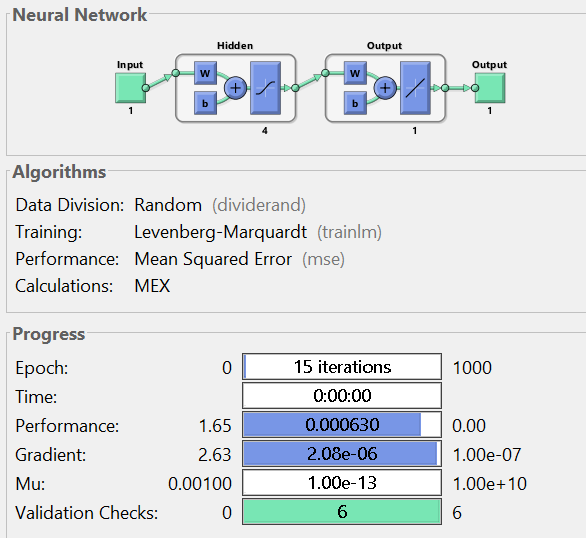 Neural Network
Hidden Output
Input Output
W W
b b
1 4 1 1
Algorithms
Data Division: Random (dividerand)
Training: Levenberg-Marquardt (trainlm)
Performance: Mean Squared Error (mse)
Calculations: MEX
Progress
Epoch: 0 15 iterations 1000
Time: 0:00:00
Performance: 1.65 0.000630 0.00
Gradient: 2.63 2.08e-06 1.00e-07
Mu: 0.00100 1.00e-13 1.00e+10
Validation Checks: 0 6 6